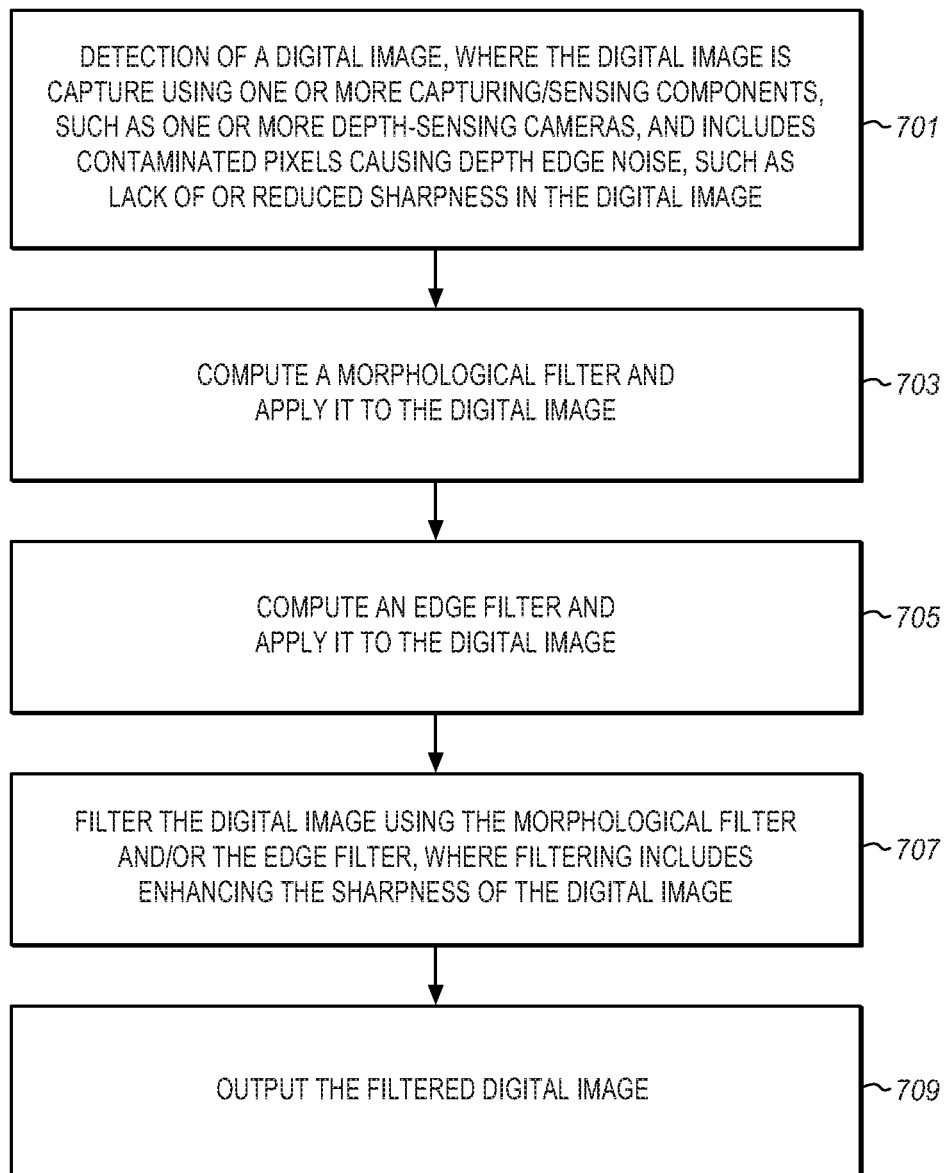 DETECTION OF A DIGITAL IMAGE, WHERE THE DIGITAL IMAGE IS
CAPTURE USING ONE OR MORE CAPTURING/SENSING COMPONENTS,
SUCH AS ONE OR MORE DEPTH-SENSING CAMERAS, AND INCLUDES
CONTAMINATED PIXELS CAUSING DEPTH EDGE NOISE, SUCH AS
LACK OF OR REDUCED SHARPNESS IN THE DIGITAL IMAGE
701
COMPUTE A MORPHOLOGICAL FILTER AND
APPLY IT TO THE DIGITAL IMAGE
703
COMPUTE AN EDGE FILTER AND
APPLY IT TO THE DIGITAL IMAGE
705
FILTER THE DIGITAL IMAGE USING THE MORPHOLOGICAL FILTER
AND/OR THE EDGE FILTER, WHERE FILTERING INCLUDES
ENHANCING THE SHARPNESS OF THE DIGITAL IMAGE
707
OUTPUT THE FILTERED DIGITAL IMAGE
709